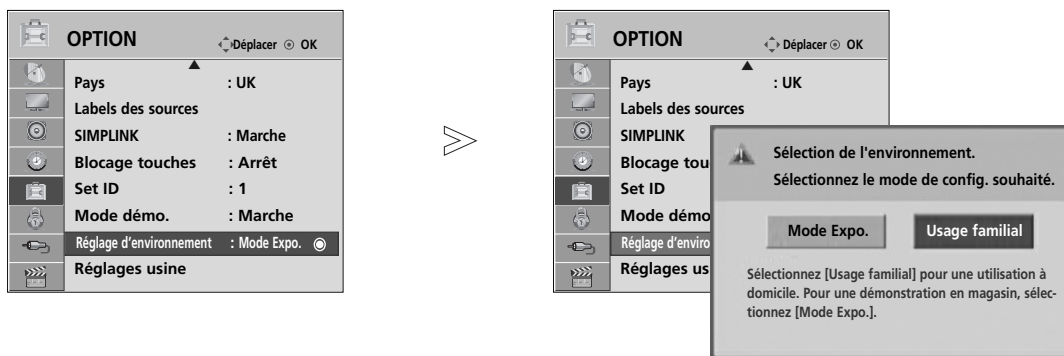 OPTION
Déplacer OK
Pays : UK
Labels des sources
SIMPLINK : Marche
Blocage touches : Arrêt
Set ID : 1
Mode démo. : Marche
Réglage d'environnement : Mode Expo.
Réglages usine
OPTION
Déplacer OK
Pays : UK
Labels des sources
SIMPLINK
Blocage tou
Set ID
Mode démo
Réglage d'enviro
Réglages us
Sélection de l'environnement.
Sélectionnez le mode de config. souhaité.
Mode Expo. Usage familial
Sélectionnez [Usage familial] pour une utilisation à
domicile. Pour une démonstration en magasin, sélec-
tionnez [Mode Expo.].